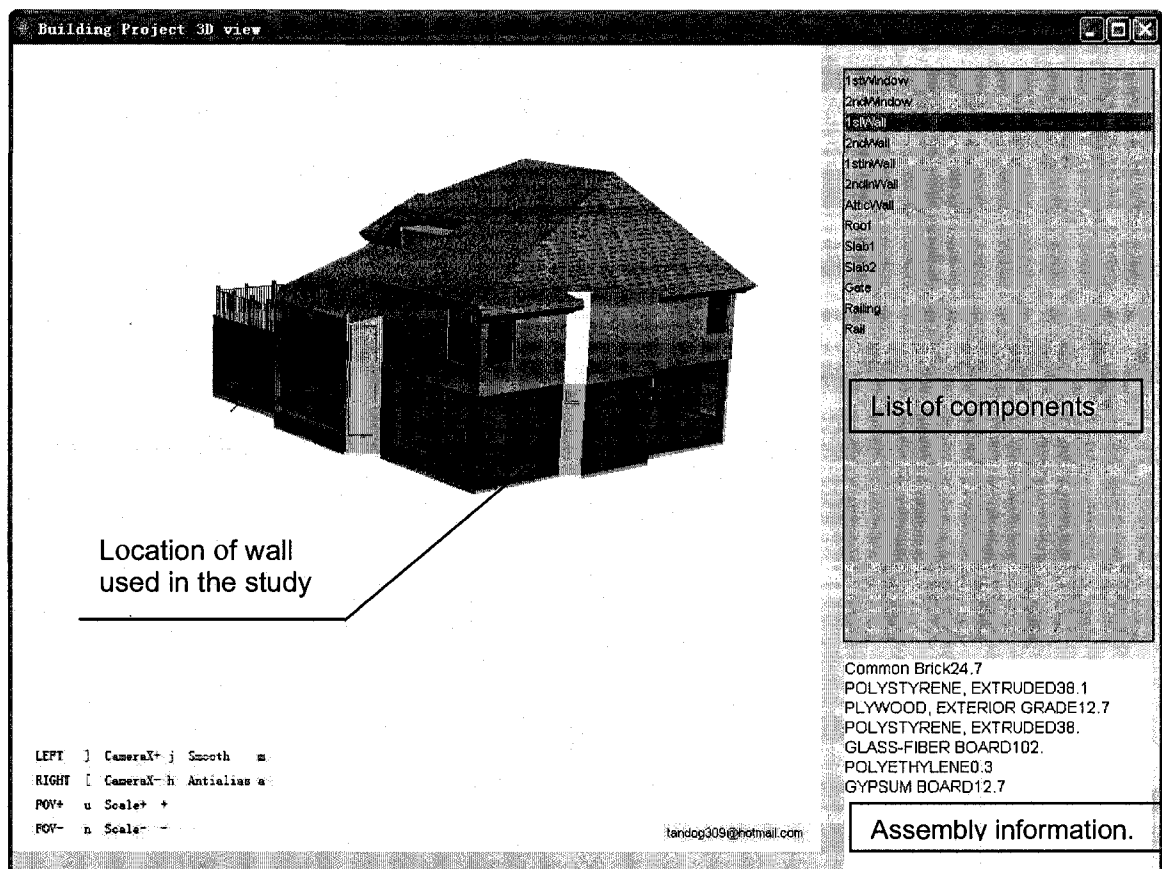 Building Project 3D view
1stWindow
2ndWindow
1stWall
2ndWall
1stInWall
2ndInWall
AtticWall
Roof
Slab1
Slab2
Gate
Railing
Rail
List of components
Location of wall
used in the study
Common Brick24.7
POLYSTYRENE, EXTRUDED38.1
PLYWOOD, EXTERIOR GRADE12.7
POLYSTYRENE, EXTRUDED38.
GLASS-FIBER BOARD102.
POLYETHYLENE0.3
GYPSUM BOARD12.7
Assembly information.
LEFT ] CameraX+ j Smooth m
RIGHT [ CameraX- h Antialias a
FOV+ u Scale+ +
FOV- n Scale- -
tandog309@hotmail.com